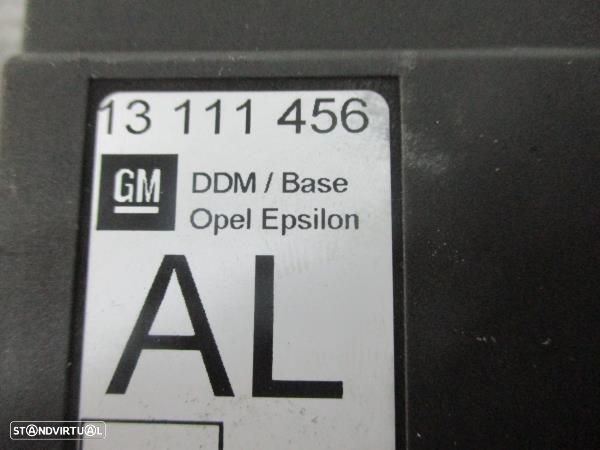 13 111 456
GM
DDM / Base
Opel Epsilon
AL
STANDVIRTUAL